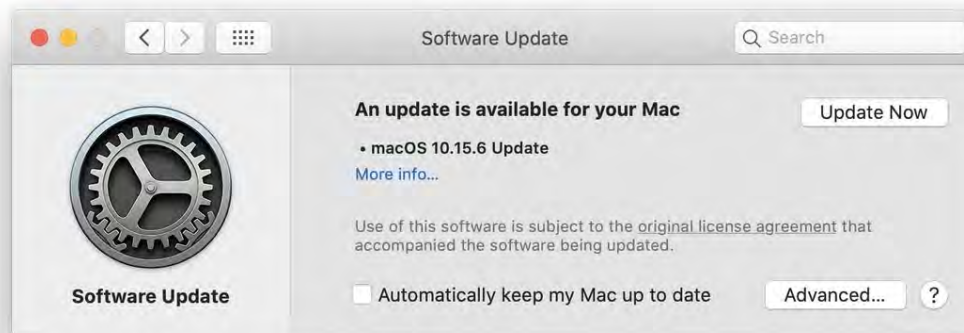 Software Update
Search
An update is available for your Mac
Update Now
• macOS 10.15.6 Update
More info...
Use of this software is subject to the original license agreement that
accompanied the software being updated.
Software Update
Automatically keep my Mac up to date
Advanced...
?